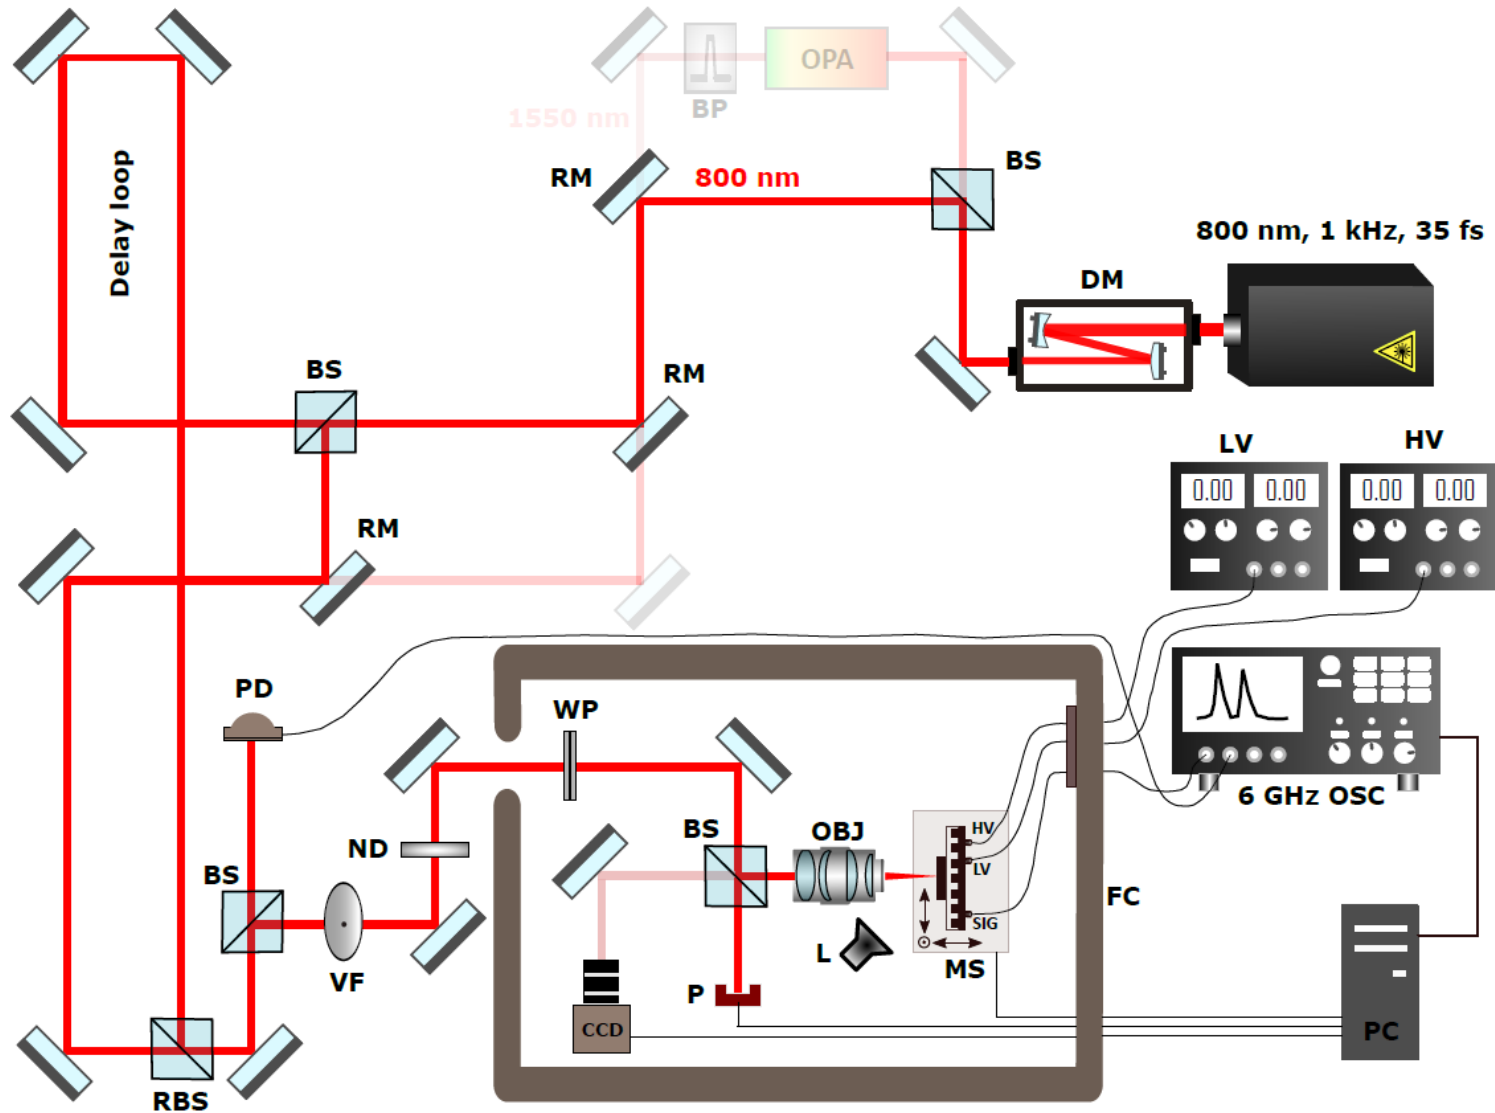 OPA
BP
1550 nm
RM
800 nm
BS
800 nm, 1 kHz, 35 fs
DM
Delay loop
BS
RM
LV
HV
0.00
0.00
0.00
0.00
RM
PD
WP
6 GHz OSC
ND
BS
OBJ
HV
LV
SIG
FC
BS
VF
L
MS
P
CCD
PC
RBS